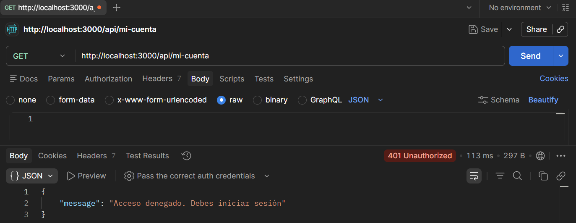 GET http://localhost:3000/a
No environment
HTTP http://localhost:3000/api/mi-cuenta
Save
Share
GET
http://localhost:3000/api/mi-cuenta
Send
Docs Params Authorization Headers 7 Body Scripts Tests Settings
Cookies
none form-data x-www-form-urlencoded raw binary GraphQL JSON
Schema Beautify
1
Body Cookies Headers 7 Test Results
401 Unauthorized • 113 ms • 297 B
{ } JSON Preview Pass the correct auth credentials
1 {
2 "message": "Acceso denegado. Debes iniciar sesión"
3 }